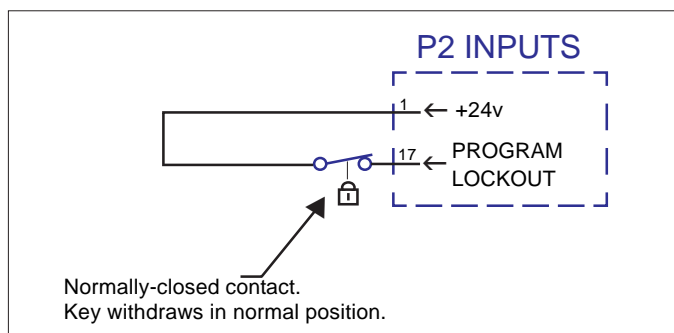 P2 INPUTS
1
+24v
17
PROGRAM
LOCKOUT
Normally-closed contact.
Key withdraws in normal position.